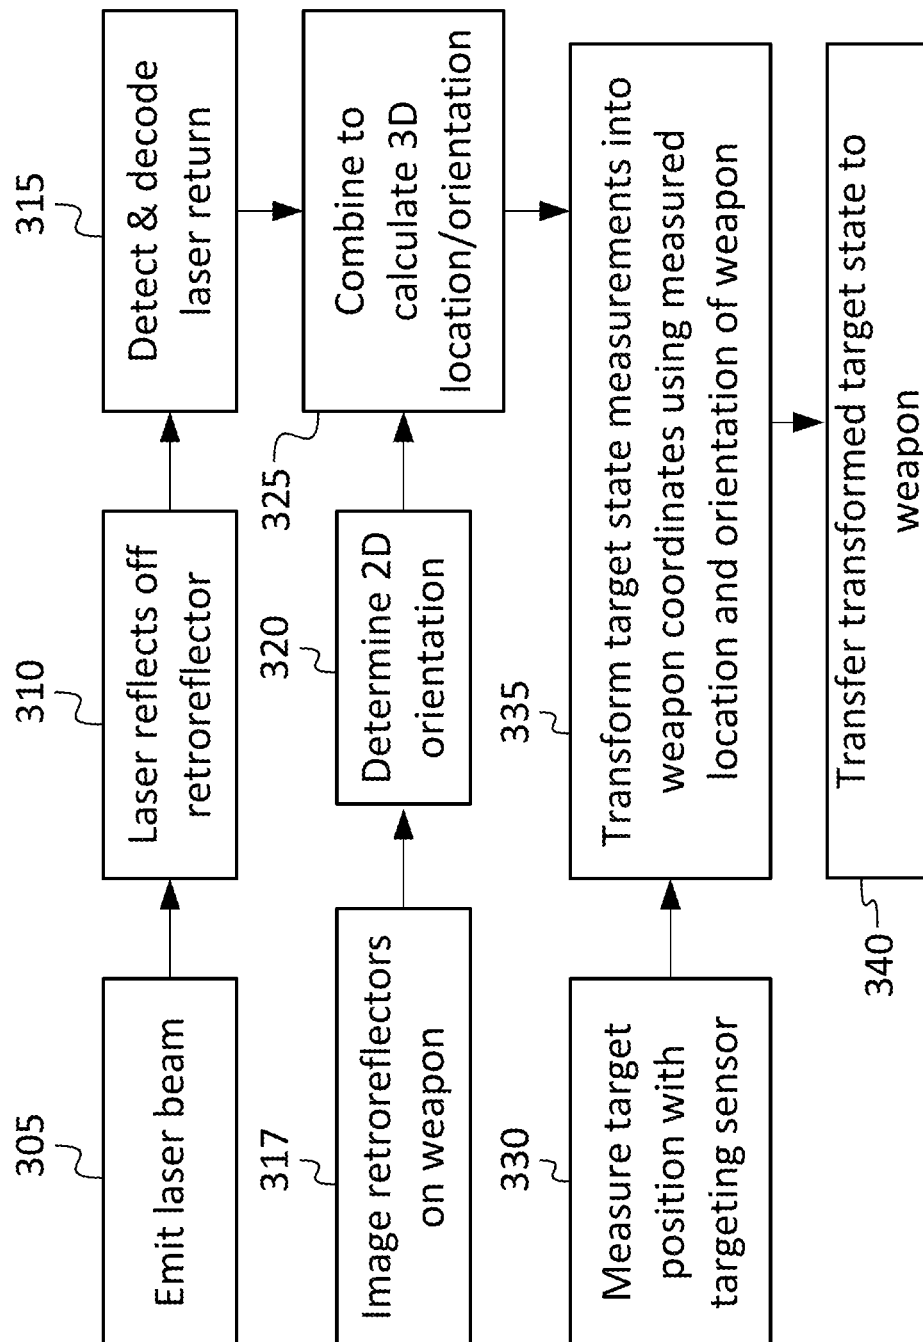 305
Emit laser beam
310
Laser reflects off
retroreflector
315
Detect & decode
laser return
317
Image retroreflectors
on weapon
320
Determine 2D
orientation
325
Combine to
calculate 3D
location/orientation
330
Measure target
position with
targeting sensor
335
Transform target state measurements into
weapon coordinates using measured
location and orientation of weapon
340
Transfer transformed target state to
weapon